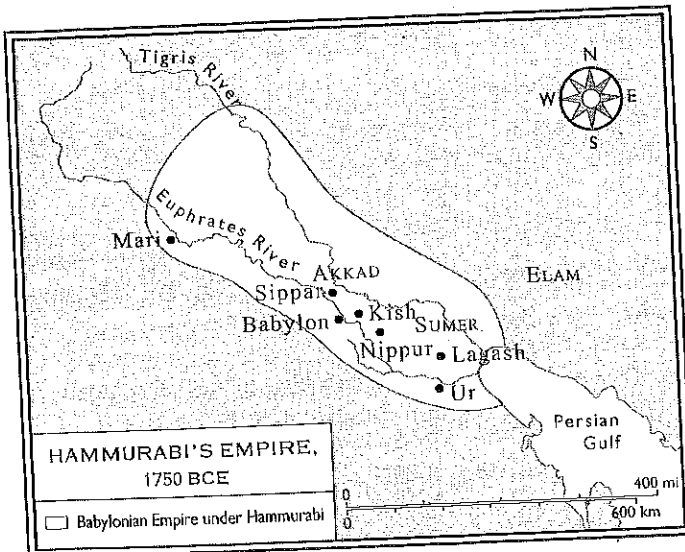 Tigris River
N
W E
S
Euphrates River
Mari
AKKAD
ELAM
Sippar
Kish
Babylon
SUMER
Nippur
Lagash
Ur
Persian
Gulf
HAMMURABI'S EMPIRE,
1750 BCE
Babylonian Empire under Hammurabi
0 400 mi
0 600 km